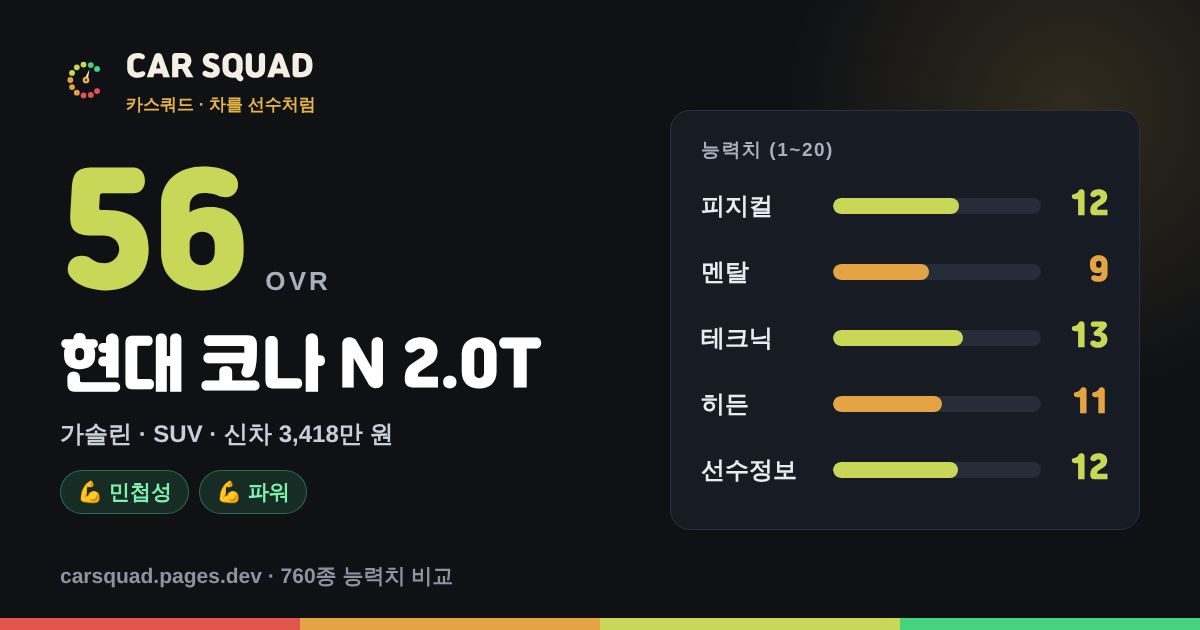 CAR SQUAD
카스쿼드 · 차를 선수처럼
56 OVR
현대 코나 N 2.0T
가솔린 · SUV · 신차 3,418만 원
💪 민첩성 💪 파워
carsquad.pages.dev · 760종 능력치 비교
능력치 (1~20)
피지컬 12
멘탈 9
테크닉 13
히든 11
선수정보 12